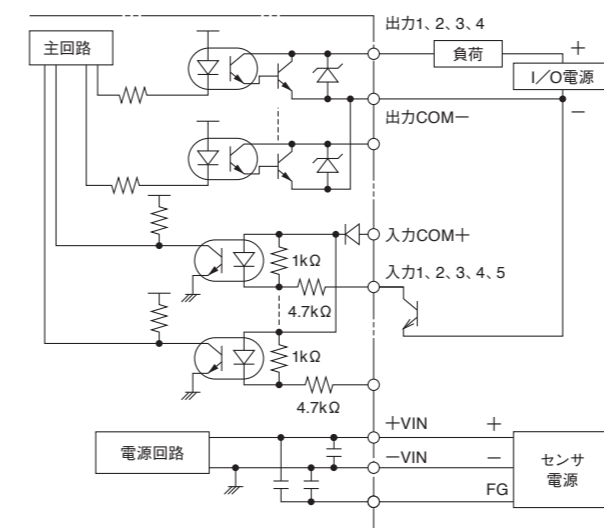 出力1、2、3、4
主回路
負荷
+
I/O電源
−
出力COM−
入力COM+
1kΩ
入力1、2、3、4、5
4.7kΩ
1kΩ
4.7kΩ
+VIN
+
電源回路
−VIN
−
センサ
電源
FG